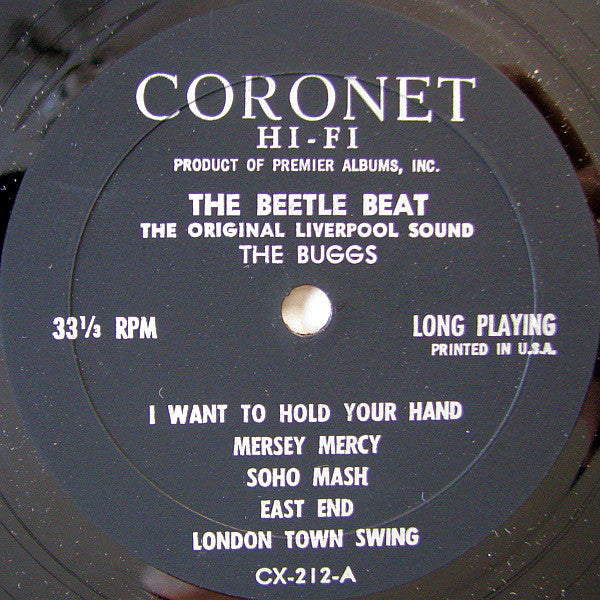 CORONET
HI-FI
PRODUCT OF PREMIER ALBUMS, INC.
THE BEETLE BEAT
THE ORIGINAL LIVERPOOL SOUND
THE BUGGS
33⅓ RPM
LONG PLAYING
PRINTED IN U.S.A.
I WANT TO HOLD YOUR HAND
MERSEY MERCY
SOHO MASH
EAST END
LONDON TOWN SWING
CX-212-A